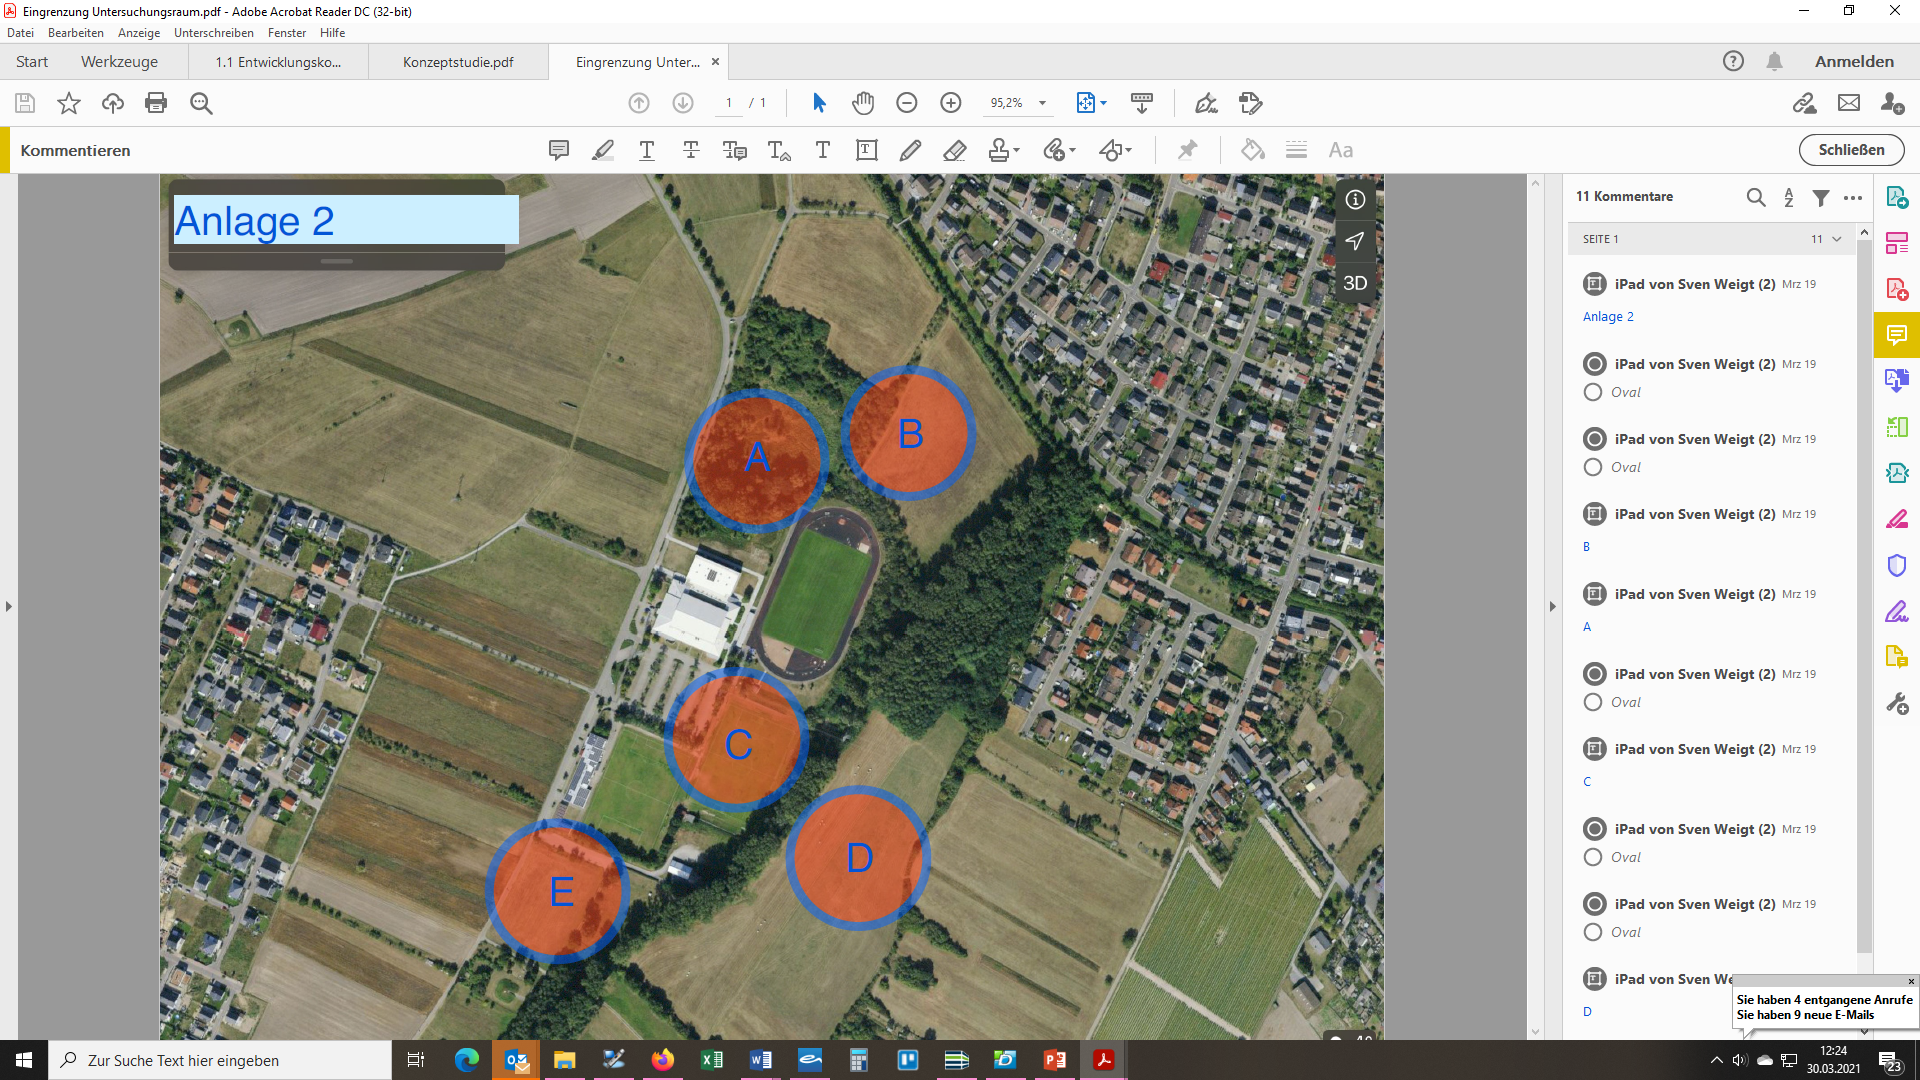 Eingrenzung Untersuchungsraum.pdf - Adobe Acrobat Reader DC (32-bit)
Datei Bearbeiten Anzeige Unterschreiben Fenster Hilfe
Start Werkzeuge 1.1 Entwicklungsko... Konzeptstudie.pdf Eingrenzung Unter... Anmelden
1 / 1 95,2%
Kommentieren Schließen
Anlage 2
3D
A
B
C
D
E
11 Kommentare
SEITE 1 11
iPad von Sven Weigt (2) Mrz 19
Anlage 2
iPad von Sven Weigt (2) Mrz 19
Oval
iPad von Sven Weigt (2) Mrz 19
Oval
iPad von Sven Weigt (2) Mrz 19
B
iPad von Sven Weigt (2) Mrz 19
A
iPad von Sven Weigt (2) Mrz 19
Oval
iPad von Sven Weigt (2) Mrz 19
C
iPad von Sven Weigt (2) Mrz 19
Oval
iPad von Sven Weigt (2) Mrz 19
Oval
iPad von Sven
D
Sie haben 4 entgangene Anrufe
Sie haben 9 neue E-Mails
Zur Suche Text hier eingeben
12:24
30.03.2021
23